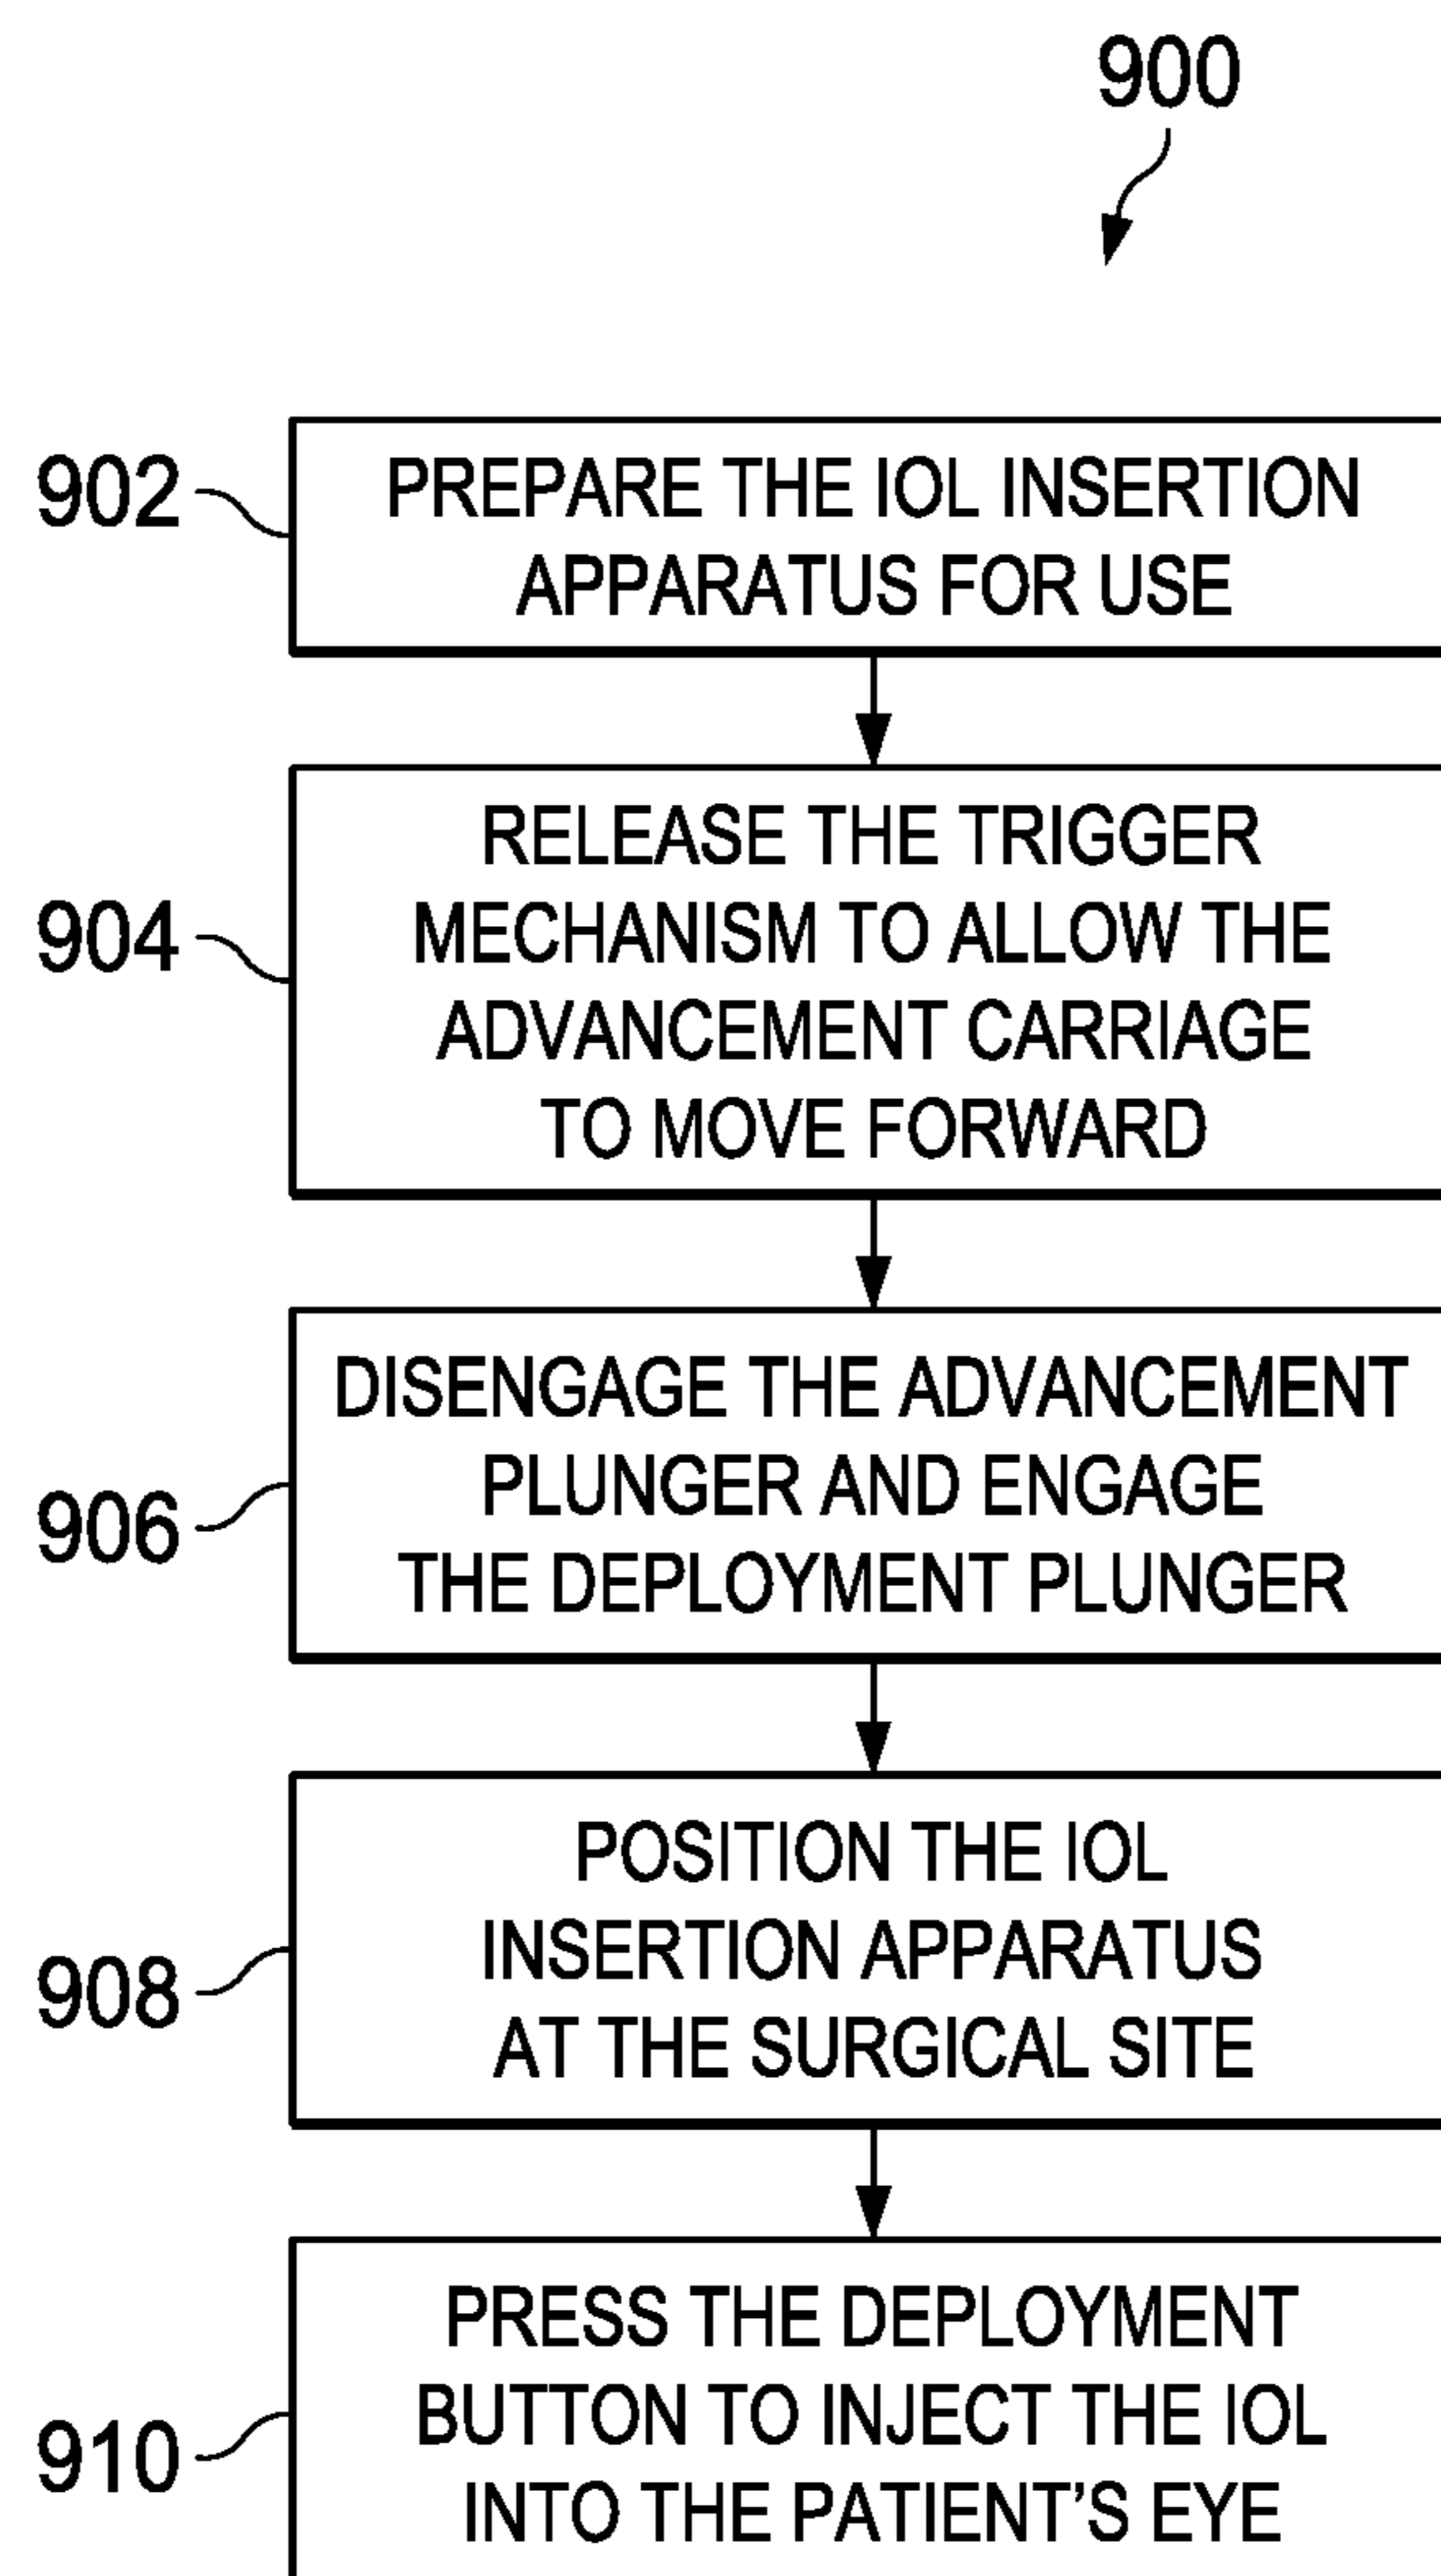 900
902
PREPARE THE IOL INSERTION
APPARATUS FOR USE
904
RELEASE THE TRIGGER
MECHANISM TO ALLOW THE
ADVANCEMENT CARRIAGE
TO MOVE FORWARD
906
DISENGAGE THE ADVANCEMENT
PLUNGER AND ENGAGE
THE DEPLOYMENT PLUNGER
908
POSITION THE IOL
INSERTION APPARATUS
AT THE SURGICAL SITE
910
PRESS THE DEPLOYMENT
BUTTON TO INJECT THE IOL
INTO THE PATIENT’S EYE